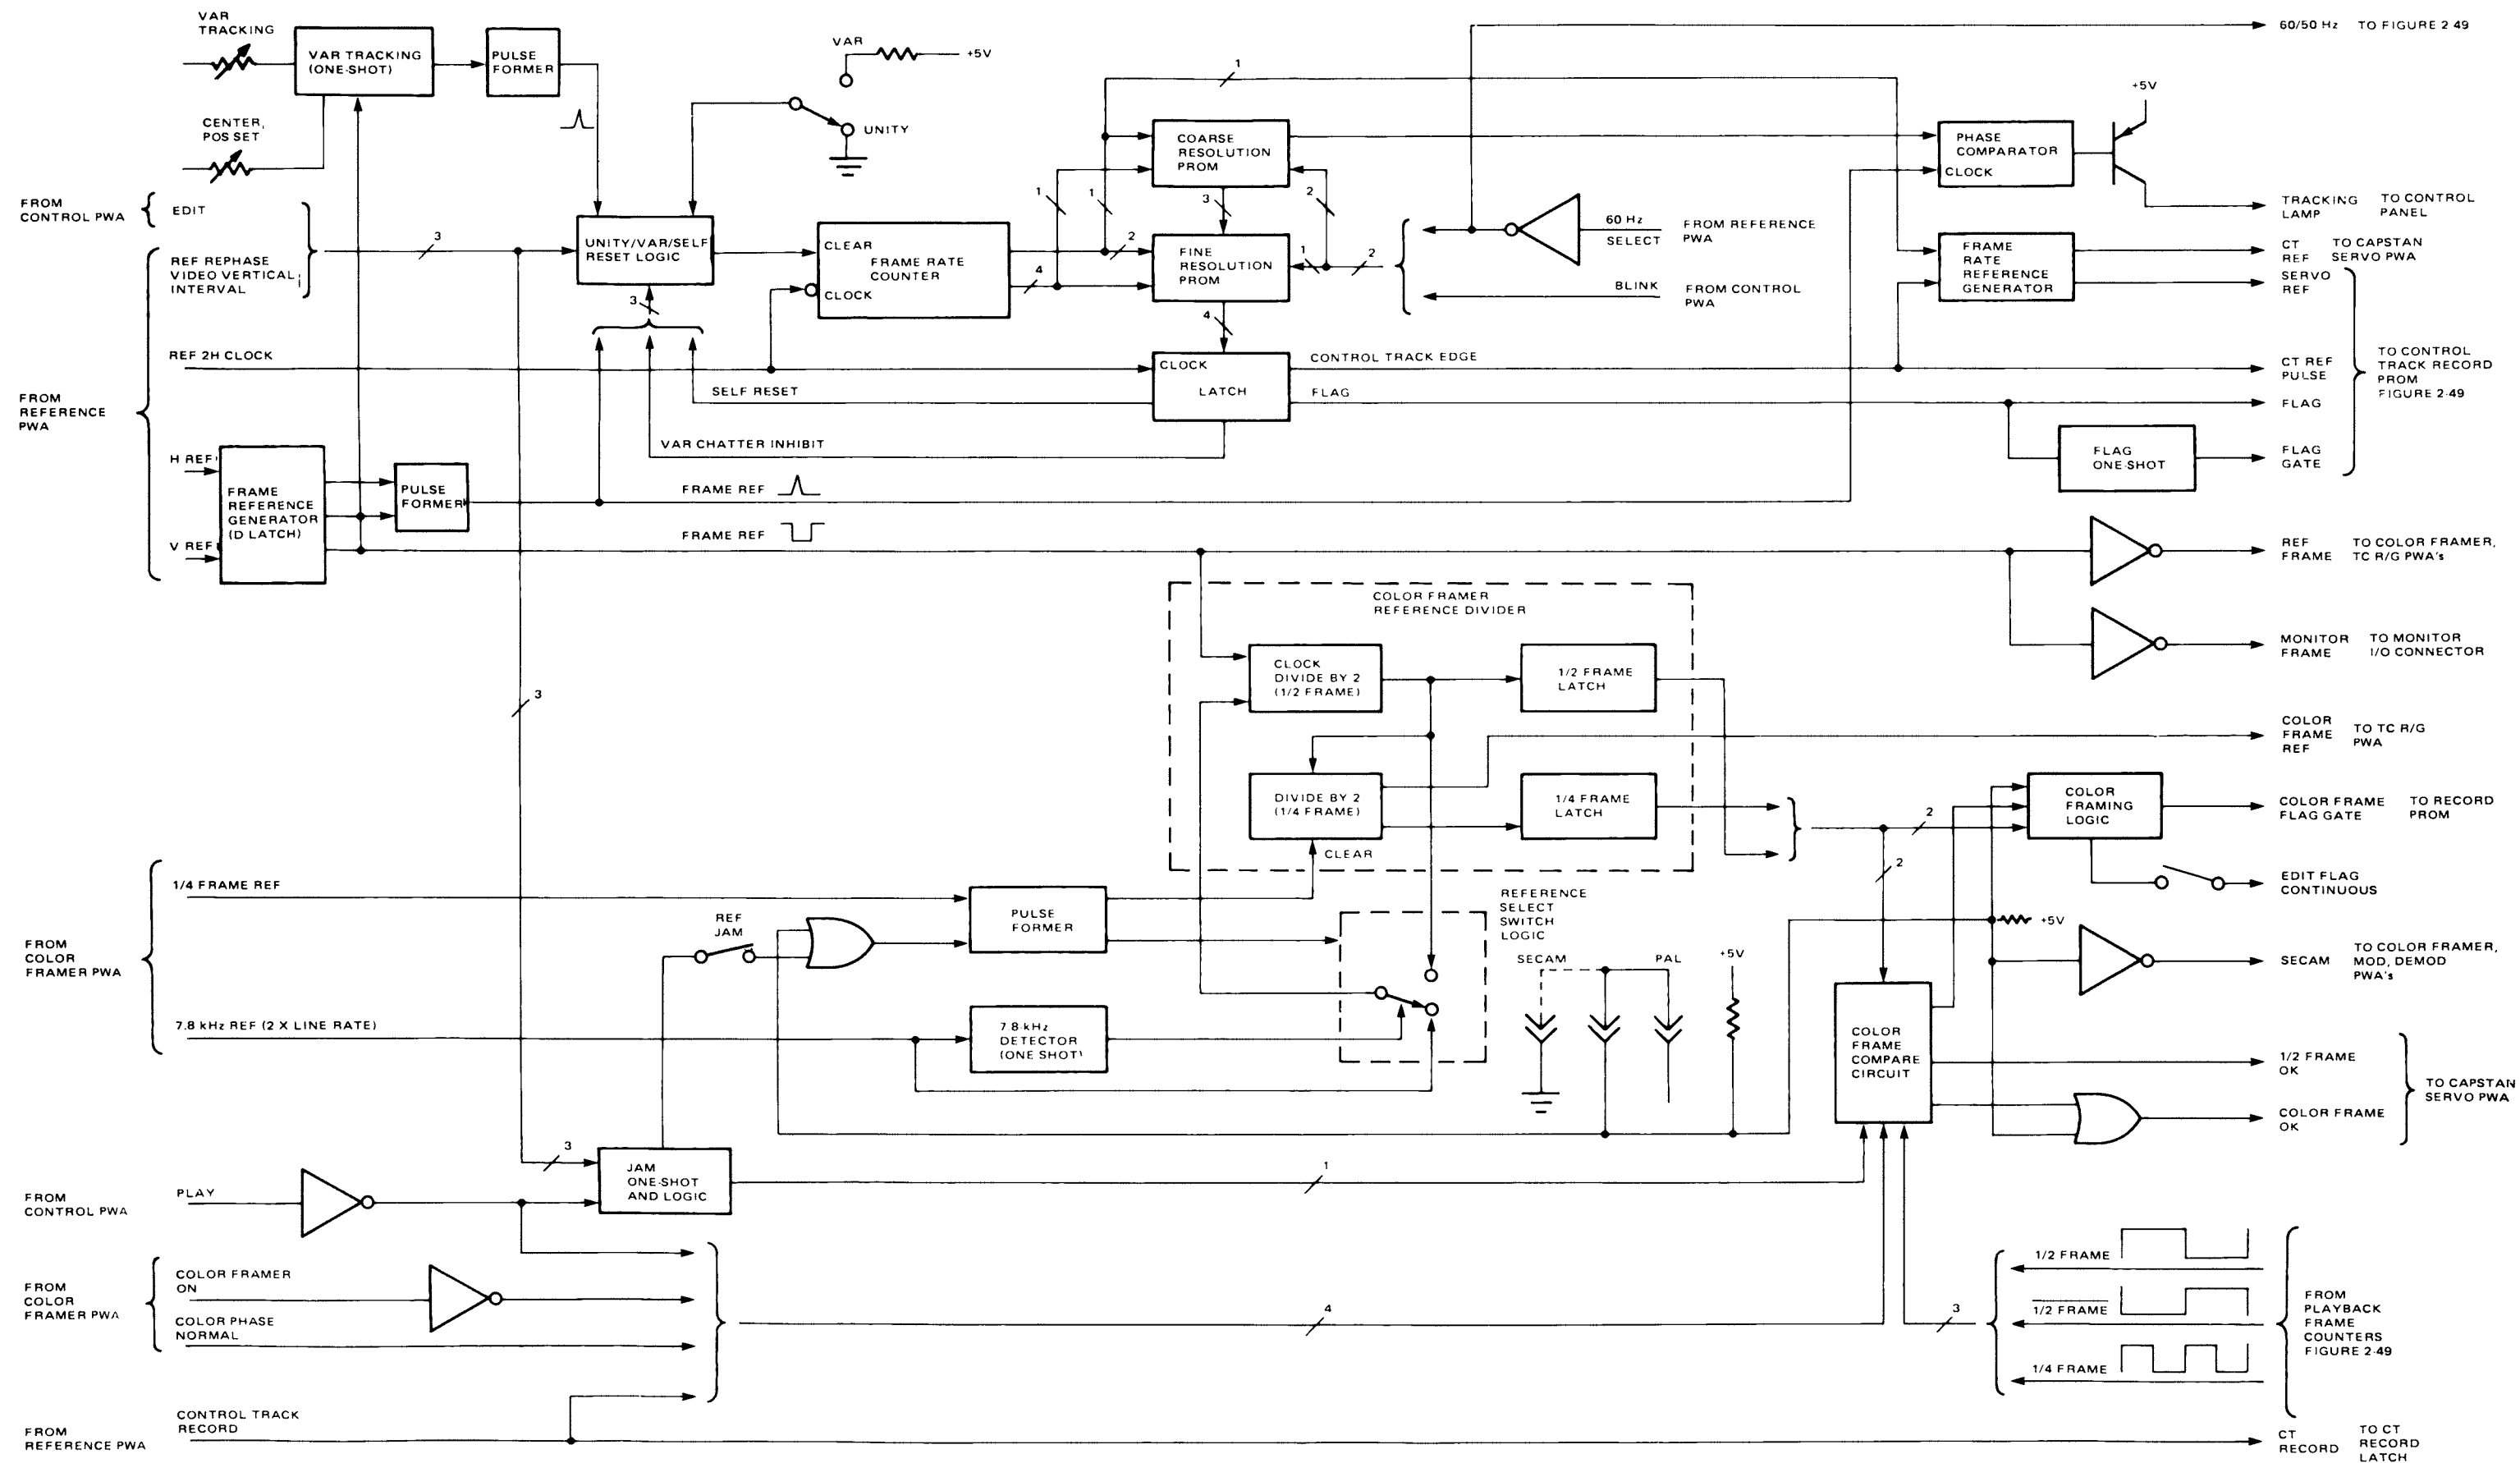 VAR
TRACKING
VAR TRACKING
(ONE-SHOT)
PULSE
FORMER
VAR
+5V
UNITY
60/50 Hz TO FIGURE 2-49
CENTER,
POS SET
1
+5V
COARSE
RESOLUTION
PROM
PHASE
COMPARATOR
CLOCK
FROM
CONTROL PWA
EDIT
TRACKING
LAMP
TO CONTROL
PANEL
3
UNITY/VAR/SELF
RESET LOGIC
CLEAR
FRAME RATE
COUNTER
CLOCK
1
1
2
4
3
2
FINE
RESOLUTION
PROM
1
2
60 Hz
SELECT
FROM REFERENCE
PWA
BLINK
FROM CONTROL
PWA
FRAME
RATE
REFERENCE
GENERATOR
CT
REF
TO CAPSTAN
SERVO PWA
SERVO
REF
REF REPHASE
VIDEO VERTICAL
INTERVAL
3
4
REF 2H CLOCK
CLOCK
LATCH
CONTROL TRACK EDGE
CT REF
PULSE
TO CONTROL
TRACK RECORD
PROM
FIGURE 2-49
SELF RESET
FLAG
FLAG
FROM
REFERENCE
PWA
VAR CHATTER INHIBIT
FLAG
ONE-SHOT
FLAG
GATE
H REF
V REF
FRAME
REFERENCE
GENERATOR
(D LATCH)
PULSE
FORMER
FRAME REF
FRAME REF
REF
FRAME
TO COLOR FRAMER,
TC R/G PWA's
COLOR FRAMER
REFERENCE DIVIDER
CLOCK
DIVIDE BY 2
(1/2 FRAME)
1/2 FRAME
LATCH
MONITOR
FRAME
TO MONITOR
I/O CONNECTOR
3
COLOR
FRAME
REF
TO TC R/G
PWA
DIVIDE BY 2
(1/4 FRAME)
1/4 FRAME
LATCH
CLEAR
2
2
COLOR
FRAMING
LOGIC
COLOR FRAME
FLAG GATE
TO RECORD
PROM
EDIT FLAG
CONTINUOUS
1/4 FRAME REF
PULSE
FORMER
REF
JAM
REFERENCE
SELECT
SWITCH
LOGIC
+5V
FROM
COLOR
FRAMER PWA
SECAM
PAL
+5V
SECAM
TO COLOR FRAMER,
MOD, DEMOD
PWA's
7.8 kHz REF (2 X LINE RATE)
7.8 kHz
DETECTOR
(ONE SHOT)
COLOR
FRAME
COMPARE
CIRCUIT
1/2 FRAME
OK
COLOR FRAME
OK
TO CAPSTAN
SERVO PWA
3
JAM
ONE-SHOT
AND LOGIC
1
FROM
CONTROL PWA
PLAY
FROM
COLOR
FRAMER PWA
COLOR FRAMER
ON
COLOR PHASE
NORMAL
4
3
1/2 FRAME
1/2 FRAME
1/4 FRAME
FROM
PLAYBACK
FRAME
COUNTERS
FIGURE 2-49
FROM
REFERENCE PWA
CONTROL TRACK
RECORD
CT
RECORD
TO CT
RECORD
LATCH